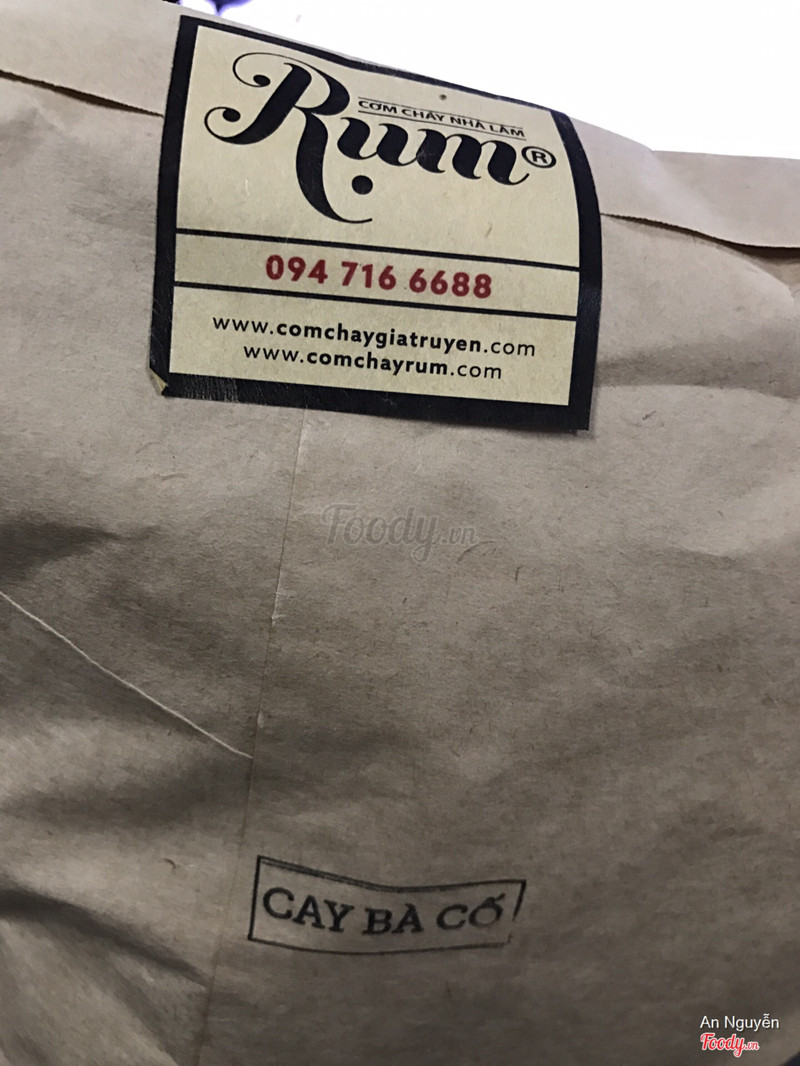 CƠM CHÁY NHÀ LÀM
Rum®
094 716 6688
www.comchaygiatruyen.com
www.comchayrum.com
Foody.vn
CAY BÀ CỐ
An Nguyễn
Foody.vn